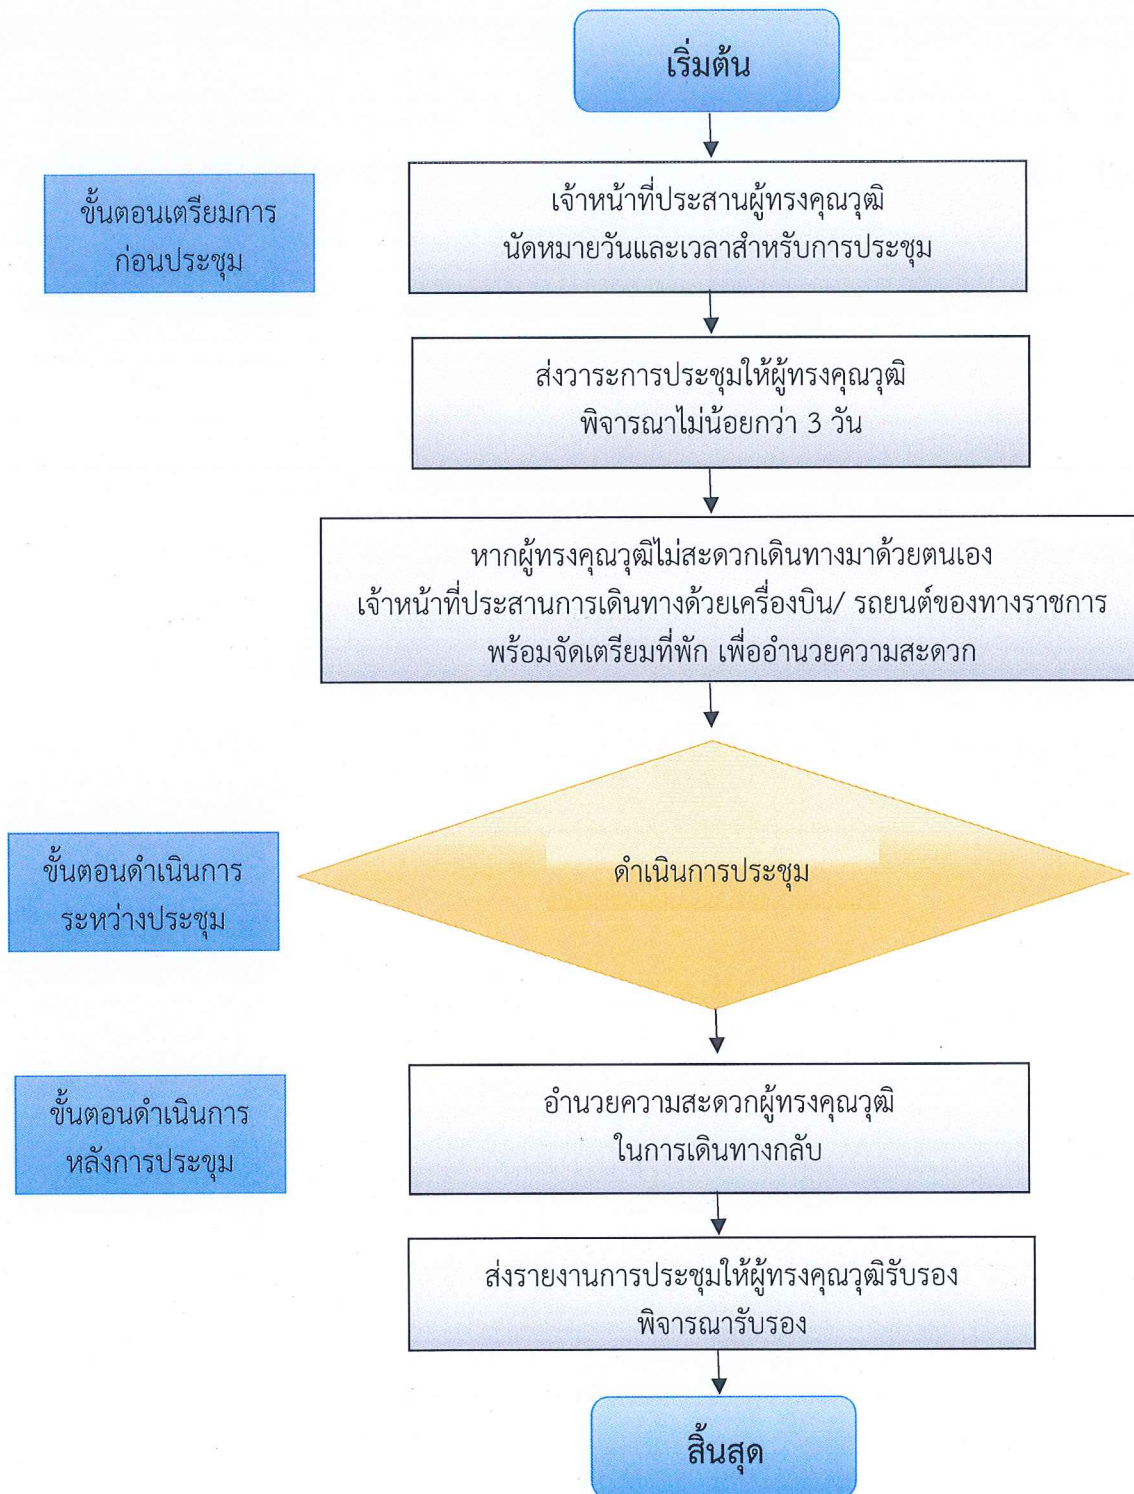 เริ่มต้น
ขั้นตอนเตรียมการ
ก่อนประชุม
เจ้าหน้าที่ประสานผู้ทรงคุณวุฒิ
นัดหมายวันและเวลาสำหรับการประชุม
ส่งวาระการประชุมให้ผู้ทรงคุณวุฒิ
พิจารณาไม่น้อยกว่า 3 วัน
หากผู้ทรงคุณวุฒิไม่สะดวกเดินทางมาด้วยตนเอง
เจ้าหน้าที่ประสานการเดินทางด้วยเครื่องบิน/ รถยนต์ของทางราชการ
พร้อมจัดเตรียมที่พัก เพื่ออำนวยความสะดวก
ขั้นตอนดำเนินการ
ระหว่างประชุม
ดำเนินการประชุม
ขั้นตอนดำเนินการ
หลังการประชุม
อำนวยความสะดวกผู้ทรงคุณวุฒิ
ในการเดินทางกลับ
ส่งรายงานการประชุมให้ผู้ทรงคุณวุฒิรับรอง
พิจารณารับรอง
สิ้นสุด